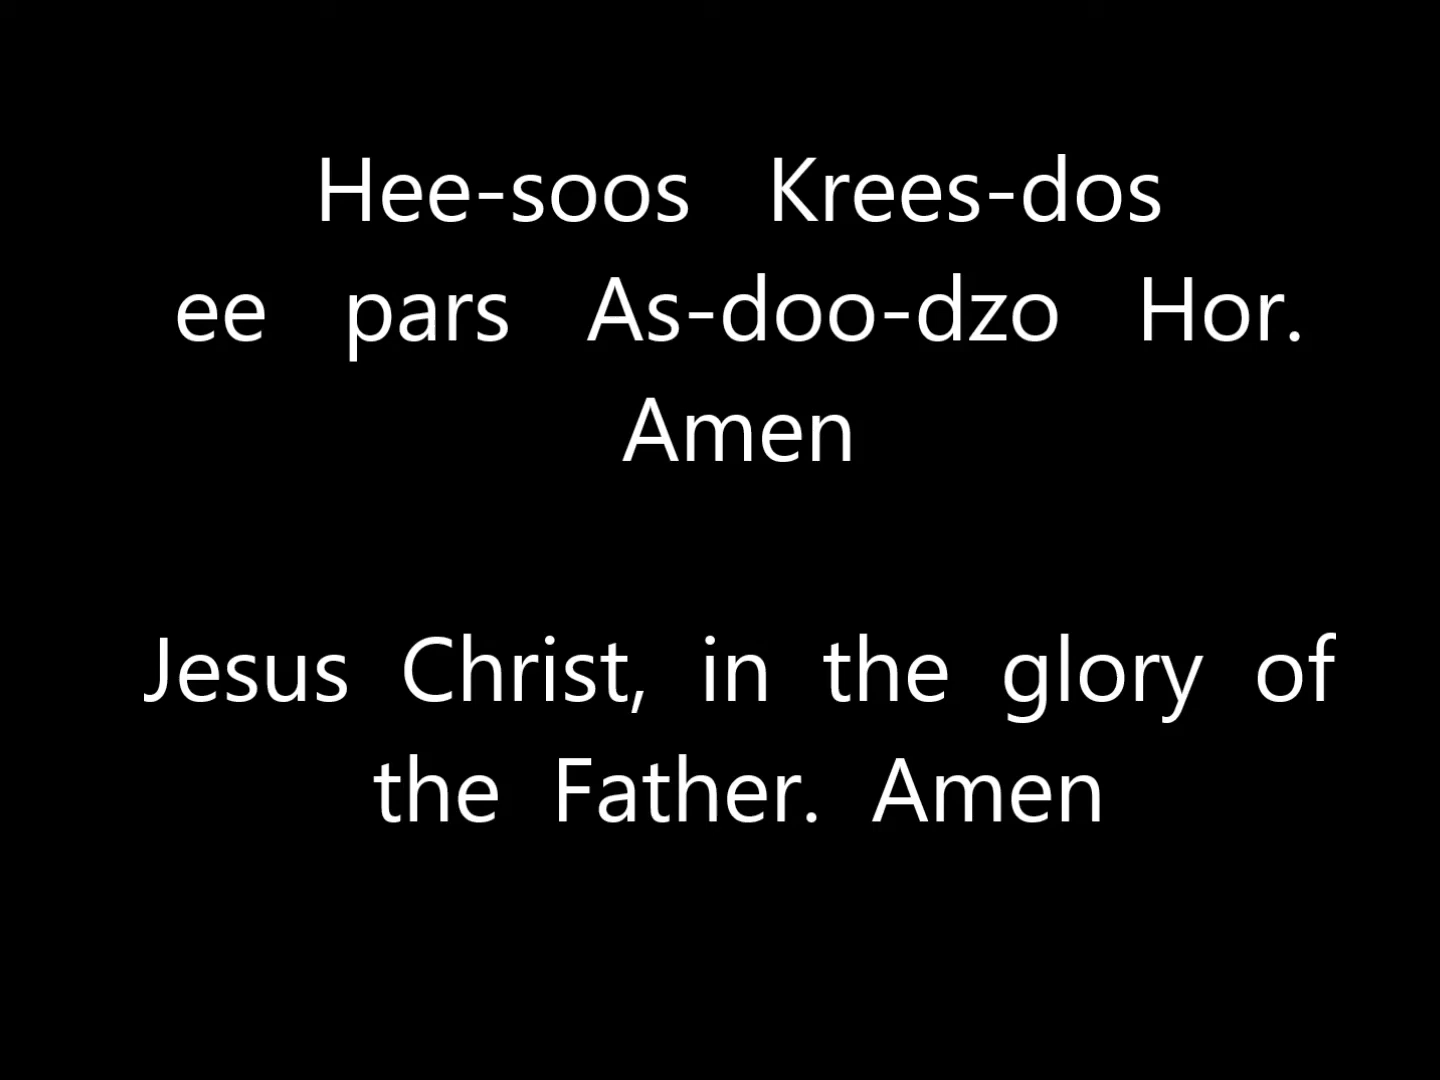 Hee-soos Krees-dos
ee pars As-doo-dzo Hor.
Amen
Jesus Christ, in the glory of
the Father. Amen